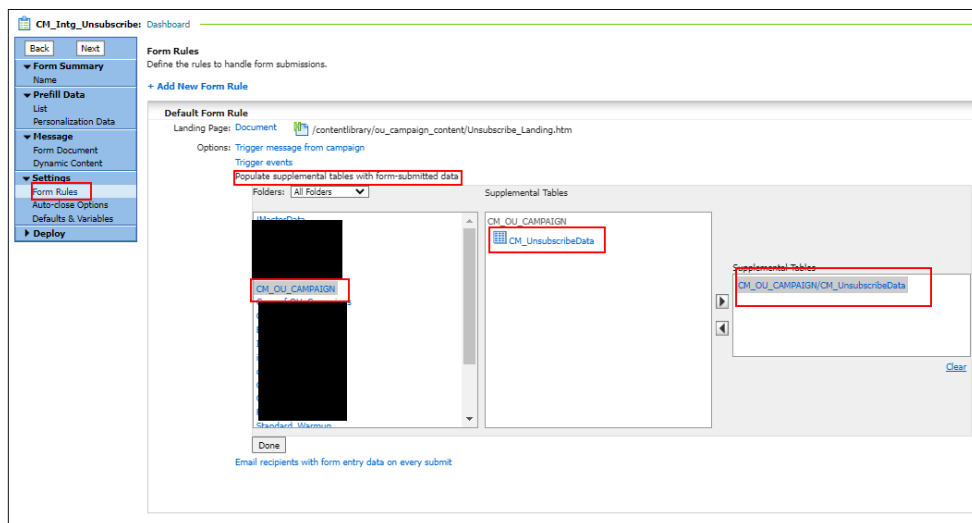 CM_Intg_Unsubscribe: Dashboard
Back Next
Form Summary
Name
Prefill Data
List
Personalization Data
Message
Form Document
Dynamic Content
Settings
Form Rules
Auto-close Options
Defaults & Variables
Deploy
Form Rules
Define the rules to handle form submissions.
+ Add New Form Rule
Default Form Rule
Landing Page: Document /contentlibrary/ou_campaign_content/Unsubscribe_Landing.htm
Options: Trigger message from campaign
Trigger events
Populate supplemental tables with form-submitted data
Folders: All Folders
!MasterData
CM_OU_CAMPAIGN
Standard_Warmup
Supplemental Tables
CM_OU_CAMPAIGN
CM_UnsubscribeData
Supplemental Tables
CM_OU_CAMPAIGN/CM_UnsubscribeData
Clear
Done
Email recipients with form entry data on every submit